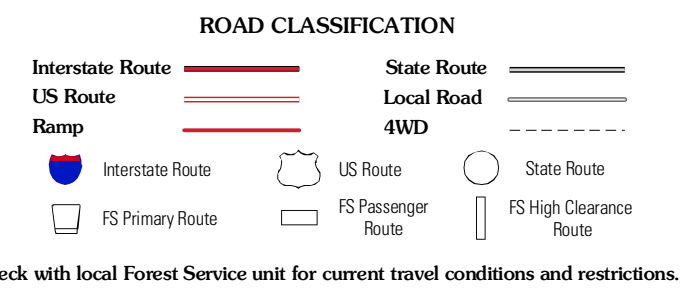 ROAD CLASSIFICATION
Interstate Route
State Route
US Route
Local Road
Ramp
4WD
Interstate Route
US Route
State Route
FS Primary Route
FS Passenger
Route
FS High Clearance
Route
eck with local Forest Service unit for current travel conditions and restrictions.